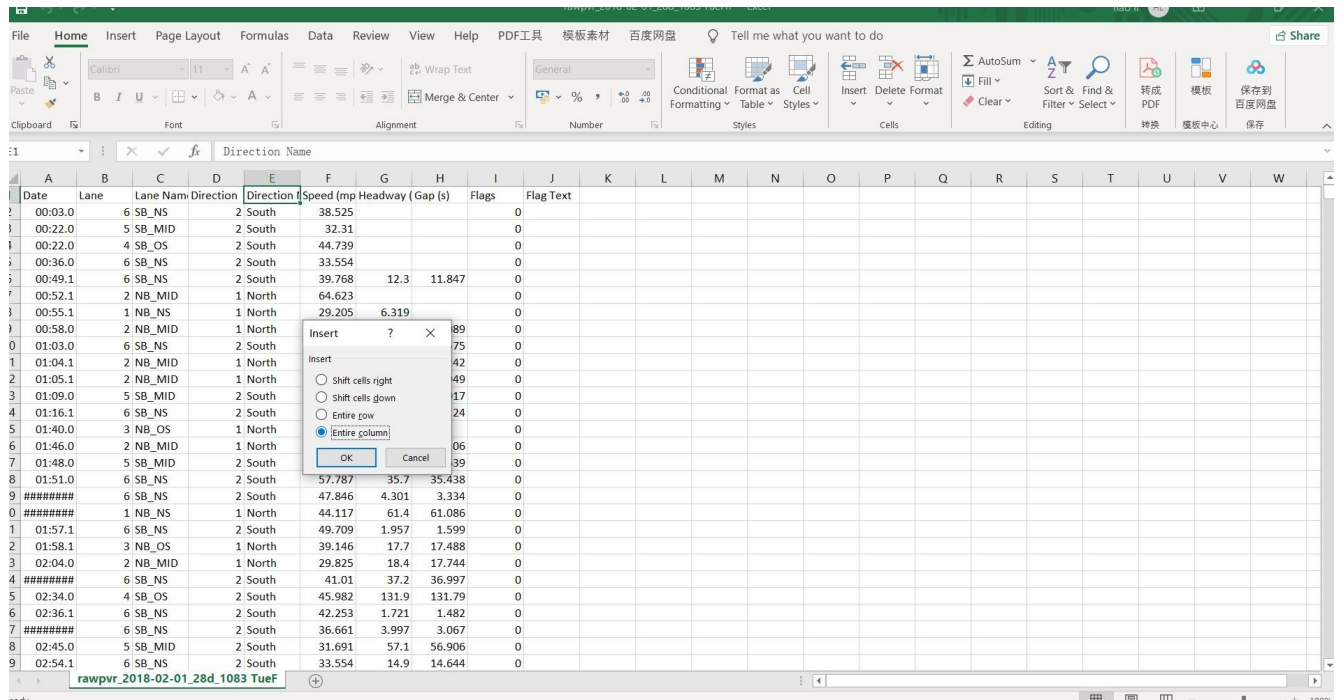 File Home Insert Page Layout Formulas Data Review View Help PDF工具 模板素材 百度网盘 Tell me what you want to do Share
Paste Calibri 11 Wrap Text General Conditional Formatting Format as Table Cell Styles Insert Delete Format AutoSum Fill Clear Sort & Filter Find & Select 转成 PDF 模板 保存到 百度网盘
B I U Merge & Center % ,
Clipboard Font Alignment Number Styles Cells Editing 转换 模板中心 保存
fx Direction Name
A B C D E F G H I J K L M N O P Q R S T U V W
Date Lane Lane Nam Direction Direction Speed (mp Headway ( Gap (s) Flags Flag Text
00:03.0 6 SB_NS 2 South 38.525 0
00:22.0 5 SB_MID 2 South 32.31 0
00:22.0 4 SB_OS 2 South 44.739 0
00:36.0 6 SB_NS 2 South 33.554 0
00:49.1 6 SB_NS 2 South 39.768 12.3 11.847 0
00:52.1 2 NB_MID 1 North 64.623 0
00:55.1 1 NB_NS 1 North 29.205 6.319 0
00:58.0 2 NB_MID 1 North 89 0
01:03.0 6 SB_NS 2 South 75 0
01:04.1 2 NB_MID 1 North 42 0
01:05.1 2 NB_MID 1 North 49 0
01:09.0 5 SB_MID 2 South 17 0
01:16.1 6 SB_NS 2 South 24 0
01:40.0 3 NB_OS 1 North 0
01:46.0 2 NB_MID 1 North 06 0
01:48.0 5 SB_MID 2 South 39 0
01:51.0 6 SB_NS 2 South 57.787 35.7 35.438 0
######## 6 SB_NS 2 South 47.846 4.301 3.334 0
######## 1 NB_NS 1 North 44.117 61.4 61.086 0
01:57.1 6 SB_NS 2 South 49.709 1.957 1.599 0
01:58.1 3 NB_OS 1 North 39.146 17.7 17.488 0
02:04.0 2 NB_MID 1 North 29.825 18.4 17.744 0
######## 6 SB_NS 2 South 41.01 37.2 36.997 0
02:34.0 4 SB_OS 2 South 45.982 131.9 131.79 0
02:36.1 6 SB_NS 2 South 42.253 1.721 1.482 0
######## 6 SB_NS 2 South 36.661 3.997 3.067 0
02:45.0 5 SB_MID 2 South 31.691 57.1 56.906 0
02:54.1 6 SB_NS 2 South 33.554 14.9 14.644 0
Insert ? ×
Insert
Shift cells right
Shift cells down
Entire row
Entire column
OK Cancel
rawpvr_2018-02-01_28d_1083 TueF